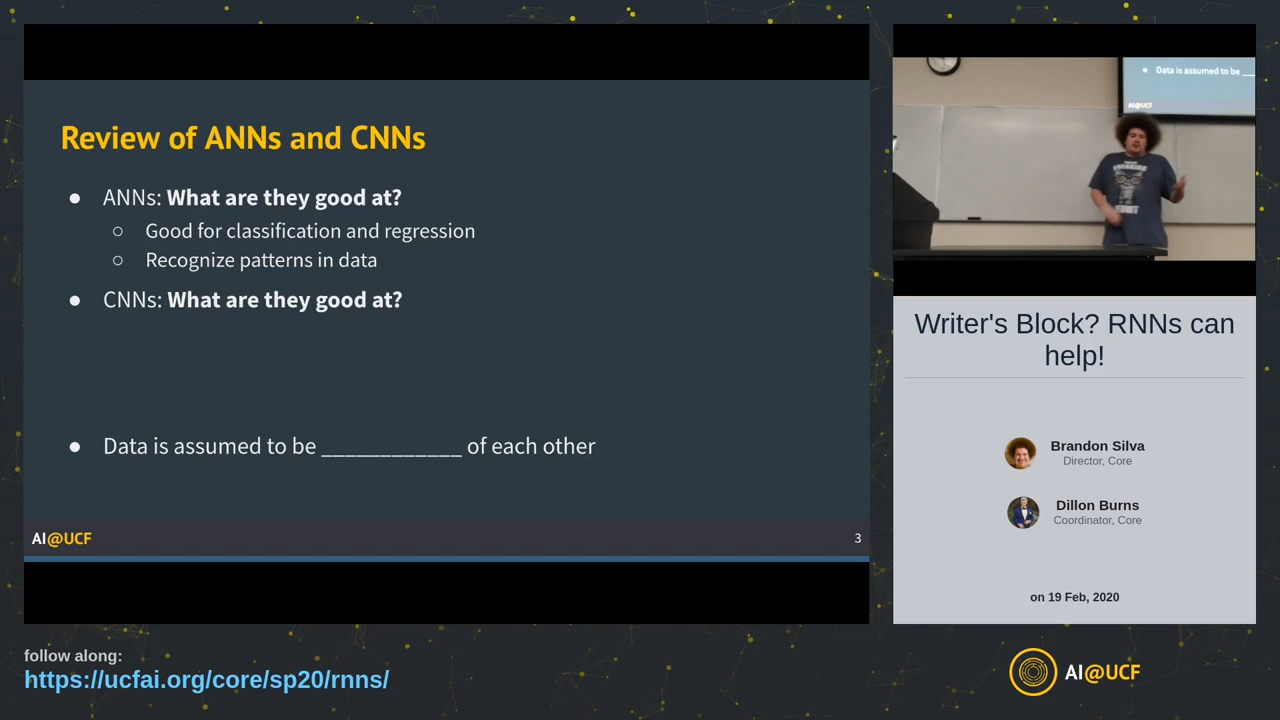 Review of ANNs and CNNs
● ANNs: What are they good at?
○ Good for classification and regression
○ Recognize patterns in data
● CNNs: What are they good at?
● Data is assumed to be ____________ of each other
AI@UCF
3
● Data is assumed to be ___
AI@UCF
Writer's Block? RNNs can
help!
Brandon Silva
Director, Core
Dillon Burns
Coordinator, Core
on 19 Feb, 2020
follow along:
https://ucfai.org/core/sp20/rnns/
AI@UCF